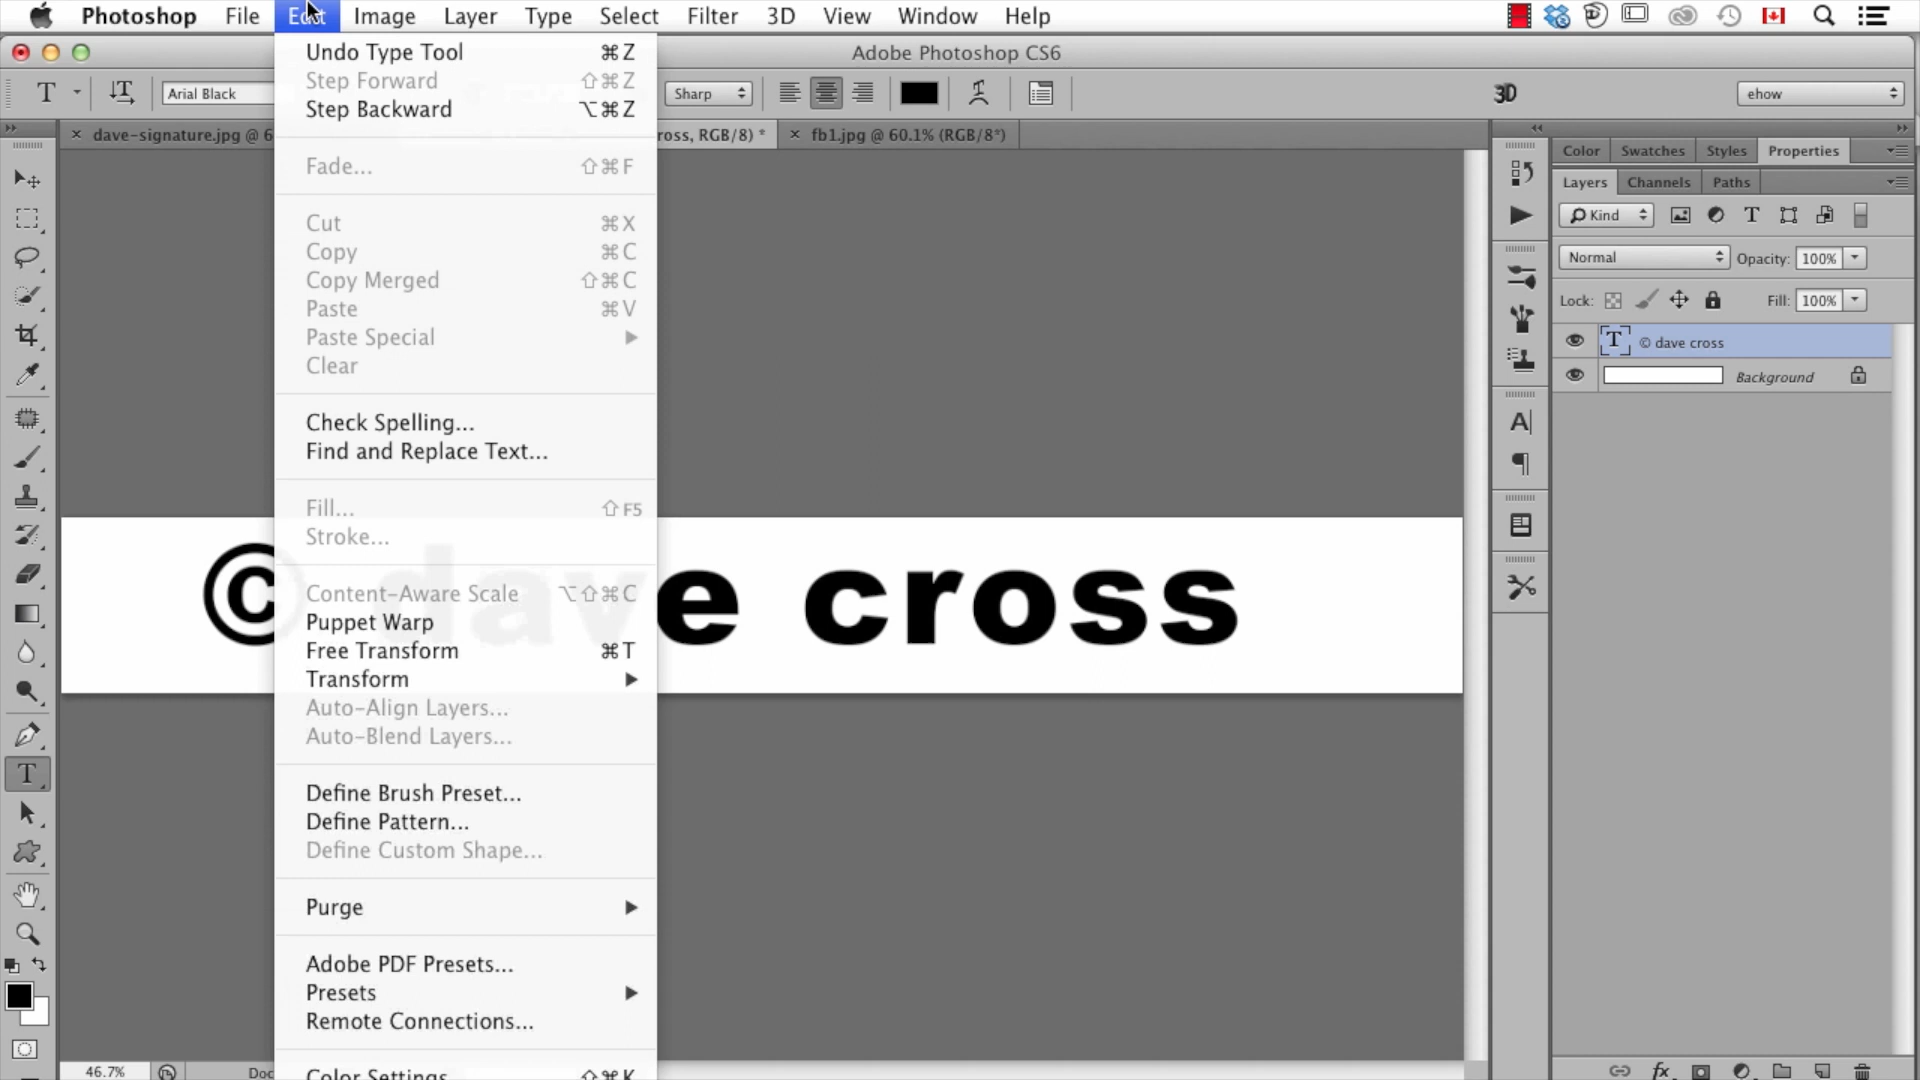 Photoshop File Edit Image Layer Type Select Filter 3D View Window Help
Adobe Photoshop CS6
T T Arial Black Sharp 3D ehow
dave-signature.jpg @ 6 ross, RGB/8) * fb1.jpg @ 60.1% (RGB/8*)
Undo Type Tool ⌘Z
Step Forward ⇧⌘Z
Step Backward ⌥⌘Z
Fade... ⇧⌘F
Cut ⌘X
Copy ⌘C
Copy Merged ⇧⌘C
Paste ⌘V
Paste Special
Clear
Check Spelling...
Find and Replace Text...
Fill... ⇧F5
Stroke...
Content-Aware Scale ⌥⇧⌘C
Puppet Warp
Free Transform ⌘T
Transform
Auto-Align Layers...
Auto-Blend Layers...
Define Brush Preset...
Define Pattern...
Define Custom Shape...
Purge
Adobe PDF Presets...
Presets
Remote Connections...
Color Settings... ⇧⌘K
© dave cross
46.7% Doc
Color Swatches Styles Properties
Layers Channels Paths
Kind T
Normal Opacity: 100%
Lock: Fill: 100%
T © dave cross
Background
A
T
fx